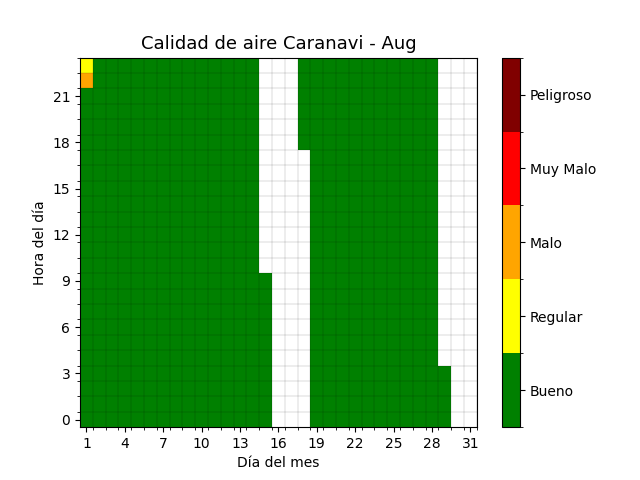 Calidad de aire Caranavi - Aug
Hora del día
21
18
15
12
9
6
3
0
1 4 7 10 13 16 19 22 25 28 31
Día del mes
Peligroso
Muy Malo
Malo
Regular
Bueno